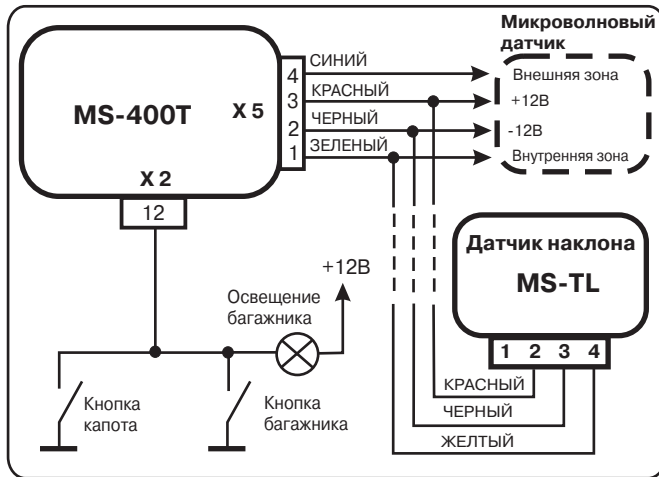 MS-400T
X 5
X 2
12
4
3
2
1
СИНИЙ
КРАСНЫЙ
ЧЕРНЫЙ
ЗЕЛЕНЫЙ
Микроволновый
датчик
Внешняя зона
+12В
-12В
Внутренняя зона
Датчик наклона
MS-TL
1 2 3 4
КРАСНЫЙ
ЧЕРНЫЙ
ЖЕЛТЫЙ
+12В
Освещение
багажника
Кнопка
капота
Кнопка
багажника